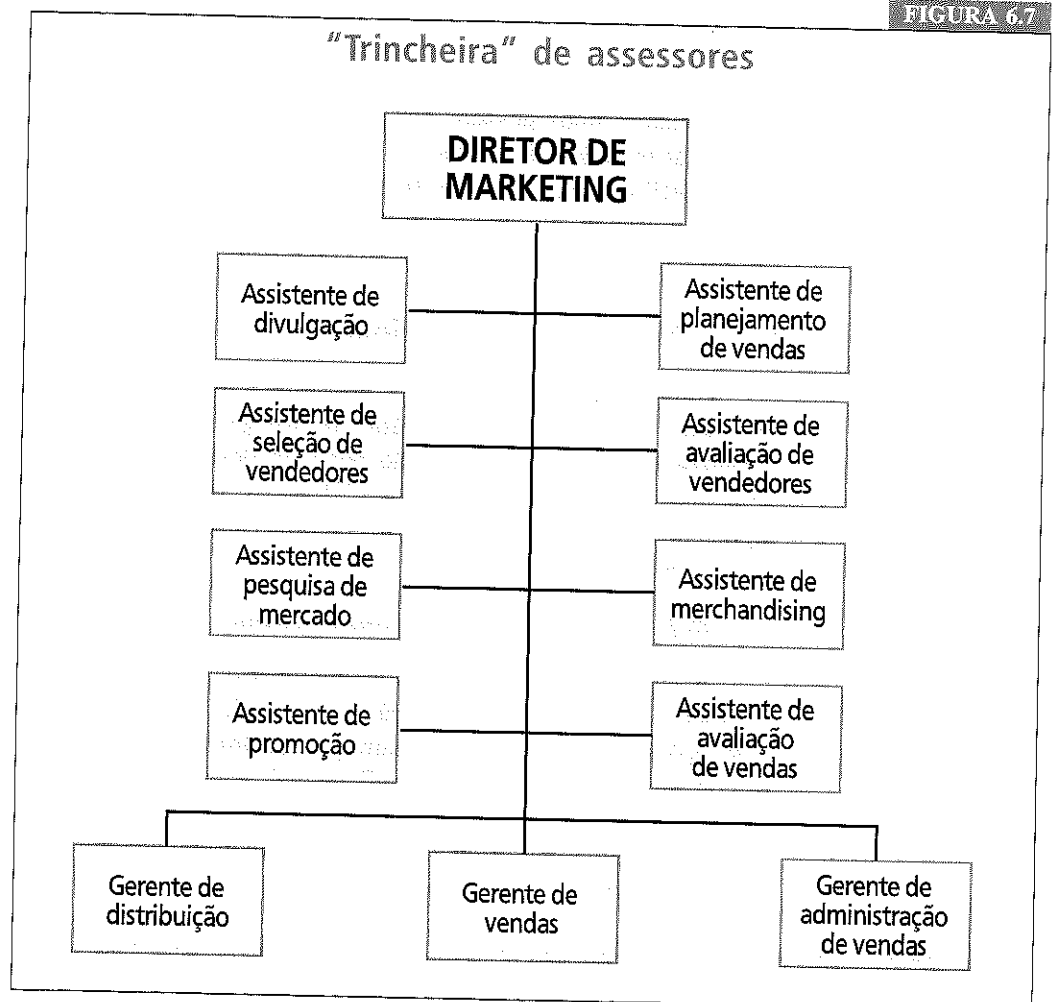 FIGURA 6.7
"Trincheira" de assessores
DIRETOR DE
MARKETING
Assistente de
divulgação
Assistente de
planejamento
de vendas
Assistente de
seleção de
vendedores
Assistente de
avaliação de
vendedores
Assistente de
pesquisa de
mercado
Assistente de
merchandising
Assistente de
promoção
Assistente de
avaliação
de vendas
Gerente de
distribuição
Gerente de
vendas
Gerente de
administração
de vendas